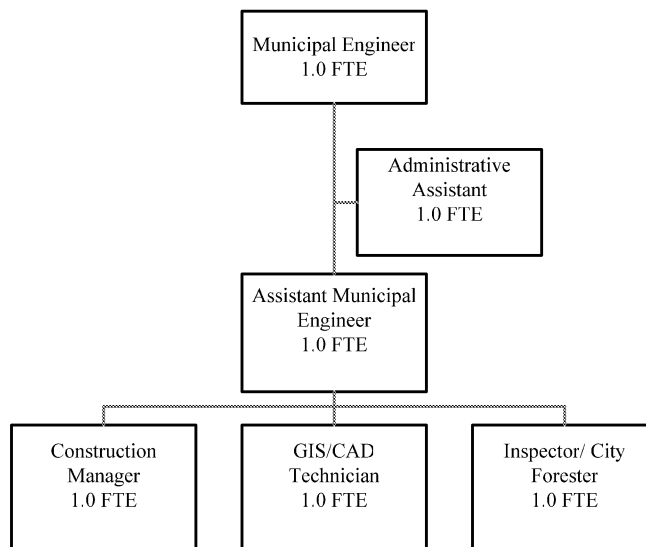 Municipal Engineer
1.0 FTE
Administrative
Assistant
1.0 FTE
Assistant Municipal
Engineer
1.0 FTE
Construction
Manager
1.0 FTE
GIS/CAD
Technician
1.0 FTE
Inspector/ City
Forester
1.0 FTE